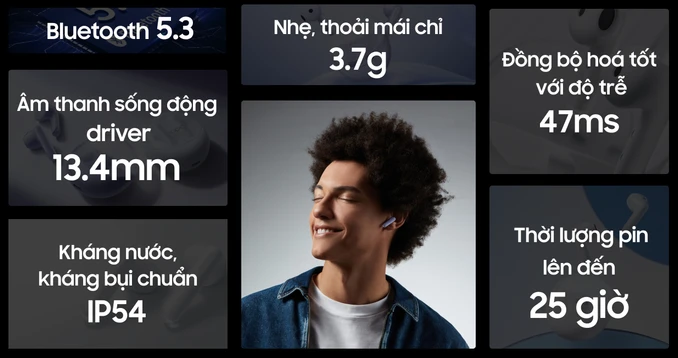 Bluetooth 5.3
Âm thanh sống động
driver
13.4mm
Kháng nước,
kháng bụi chuẩn
IP54
Nhẹ, thoải mái chỉ
3.7g
Đồng bộ hoá tốt
với độ trễ
47ms
Thời lượng pin
lên đến
25 giờ